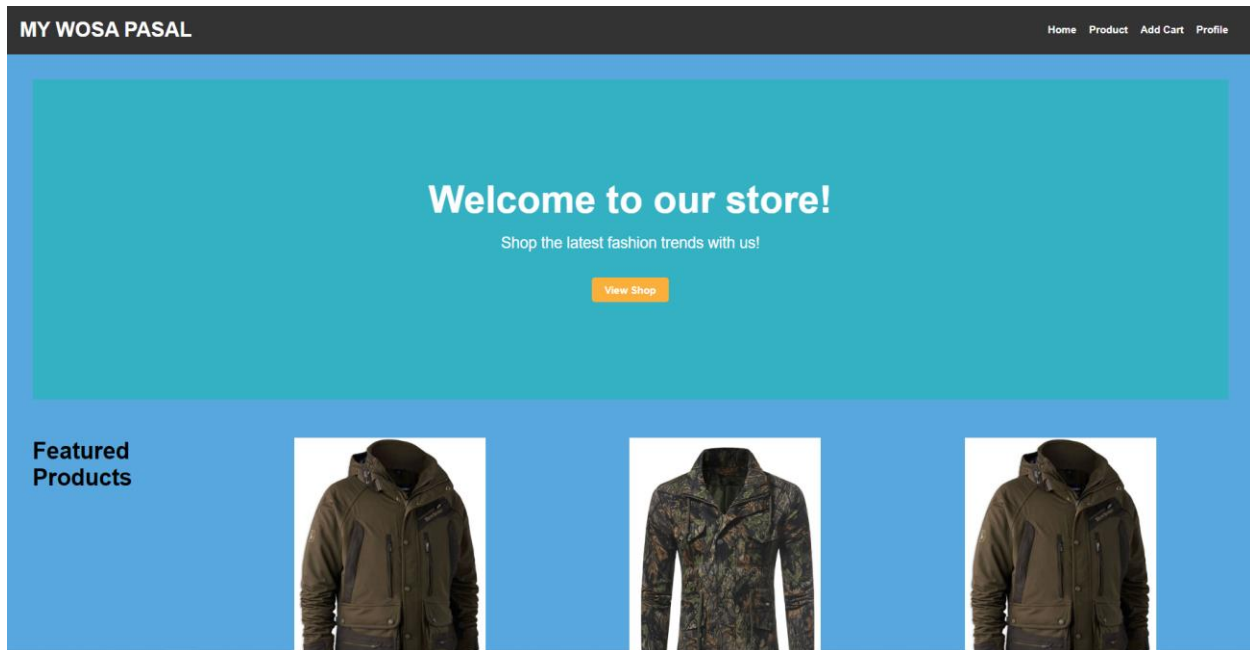 MY WOSA PASAL
Home Product Add Cart Profile
Welcome to our store!
Shop the latest fashion trends with us!
View Shop
Featured
Products